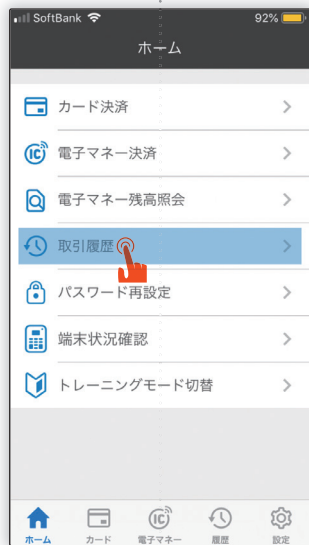 SoftBank 92%
ホーム
カード決済
IC 電子マネー決済
電子マネー残高照会
取引履歴
パスワード再設定
端末状況確認
トレーニングモード切替
IC
ホーム カード 電子マネー 履歴 設定